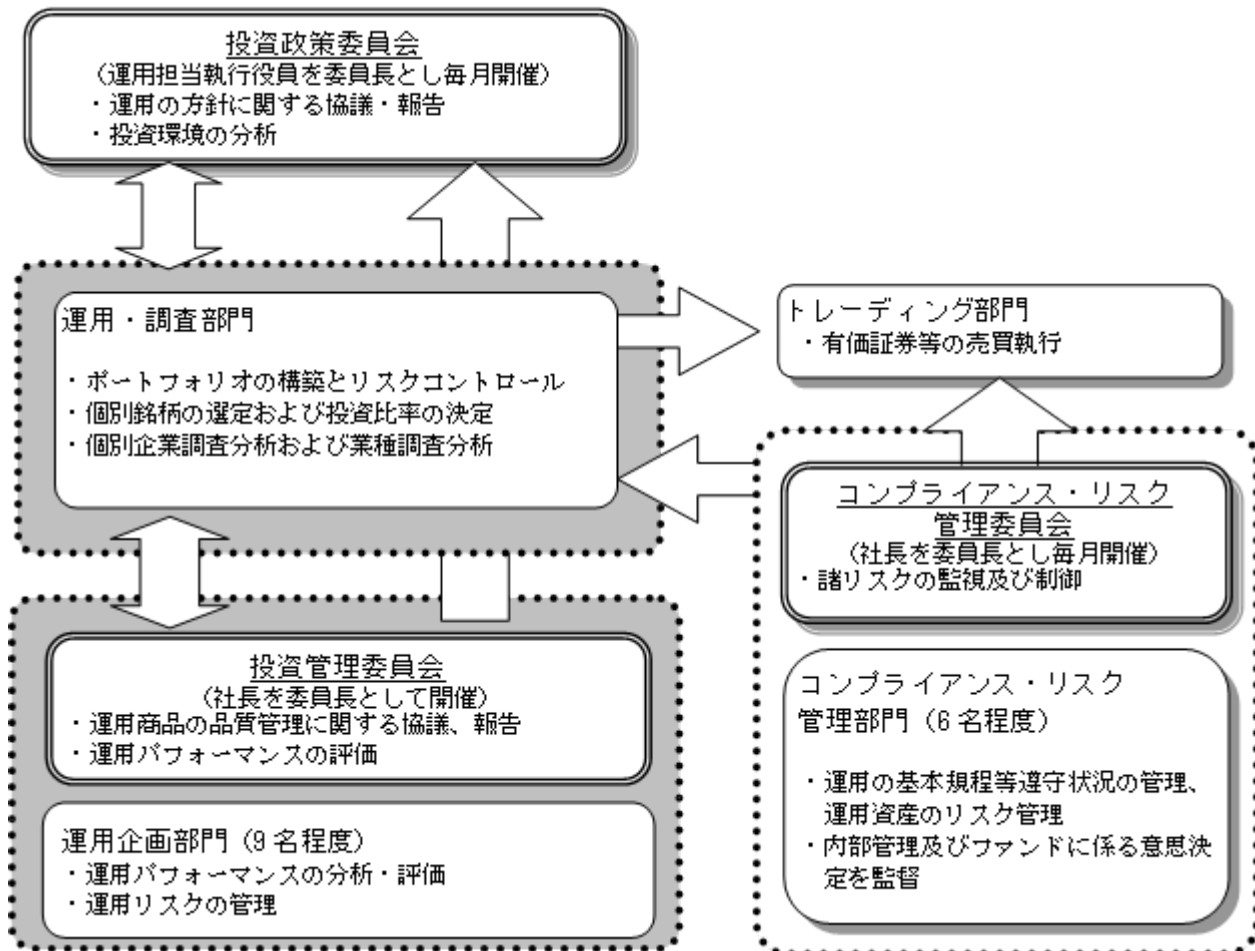 投資政策委員会
(運用担当執行役員を委員長とし毎月開催)
・運用の方針に関する協議・報告
・投資環境の分析
運用・調査部門
・ポートフォリオの構築とリスクコントロール
・個別銘柄の選定および投資比率の決定
・個別企業調査分析および業種調査分析
トレーディング部門
・有価証券等の売買執行
コンプライアンス・リスク
管理委員会
(社長を委員長とし毎月開催)
・諸リスクの監視及び制御
投資管理委員会
(社長を委員長として開催)
・運用商品の品質管理に関する協議、報告
・運用パフォーマンスの評価
運用企画部門(9名程度)
・運用パフォーマンスの分析・評価
・運用リスクの管理
コンプライアンス・リスク
管理部門(6名程度)
・運用の基本規程等遵守状況の管理、
運用資産のリスク管理
・内部管理及びファンドに係る意思決
定を監督